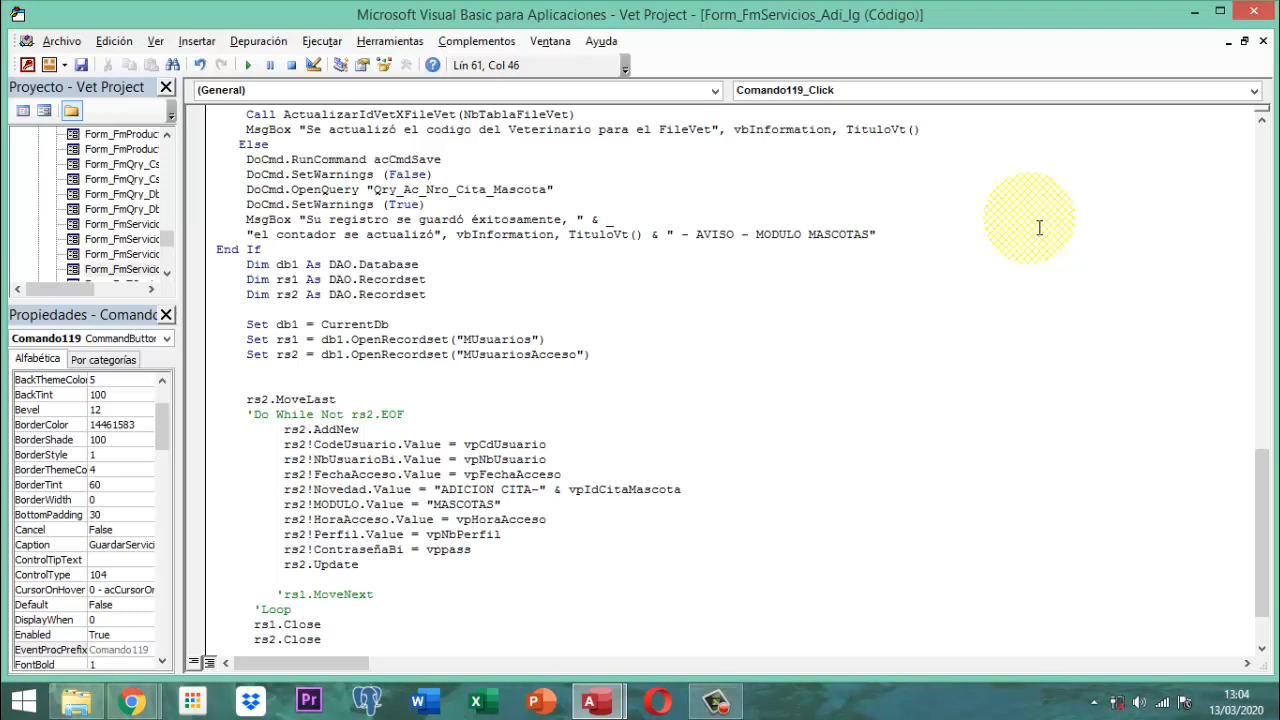 Microsoft Visual Basic para Aplicaciones - Vet Project - [Form_FmServicios_Adi_Ig (Código)]
Archivo Edición Ver Insertar Depuración Ejecutar Herramientas Complementos Ventana Ayuda
Lín 61, Col 46
Proyecto - Vet Project
(General)
Comando119_Click
Form_FmProduct
Form_FmProduct
Form_FmQry_Cs
Form_FmQry_Cs
Form_FmQry_Db
Form_FmQry_Db
Form_FmServicio
Form_FmServicio
Form_FmServicio
Form_FmServicio
Propiedades - Comando
Comando119 CommandButton
Alfabética Por categorías
BackThemeColor 5
BackTint 100
Bevel 12
BorderColor 14461583
BorderShade 100
BorderStyle 1
BorderThemeCo 4
BorderTint 60
BorderWidth 0
BottomPadding 30
Cancel False
Caption GuardarServici
ControlTipText
ControlType 104
CursorOnHover 0 - acCursorOn
Default False
DisplayWhen 0
Enabled True
EventProcPrefix Comando119
FontBold 1
Call ActualizarIdVetXFileVet(NbTablaFileVet)
MsgBox "Se actualizó el codigo del Veterinario para el FileVet", vbInformation, TituloVt()
Else
DoCmd.RunCommand acCmdSave
DoCmd.SetWarnings (False)
DoCmd.OpenQuery "Qry_Ac_Nro_Cita_Mascota"
DoCmd.SetWarnings (True)
MsgBox "Su registro se guardó éxitosamente, " & _
"el contador se actualizó", vbInformation, TituloVt() & " - AVISO - MODULO MASCOTAS"
End If
Dim db1 As DAO.Database
Dim rs1 As DAO.Recordset
Dim rs2 As DAO.Recordset
Set db1 = CurrentDb
Set rs1 = db1.OpenRecordset("MUsuarios")
Set rs2 = db1.OpenRecordset("MUsuariosAcceso")
rs2.MoveLast
'Do While Not rs2.EOF
rs2.AddNew
rs2!CodeUsuario.Value = vpCdUsuario
rs2!NbUsuarioBi.Value = vpNbUsuario
rs2!FechaAcceso.Value = vpFechaAcceso
rs2!Novedad.Value = "ADICION CITA-" & vpIdCitaMascota
rs2!MODULO.Value = "MASCOTAS"
rs2!HoraAcceso.Value = vpHoraAcceso
rs2!Perfil.Value = vpNbPerfil
rs2!ContraseñaBi = vppass
rs2.Update
'rs1.MoveNext
'Loop
rs1.Close
rs2.Close
13:04
13/03/2020